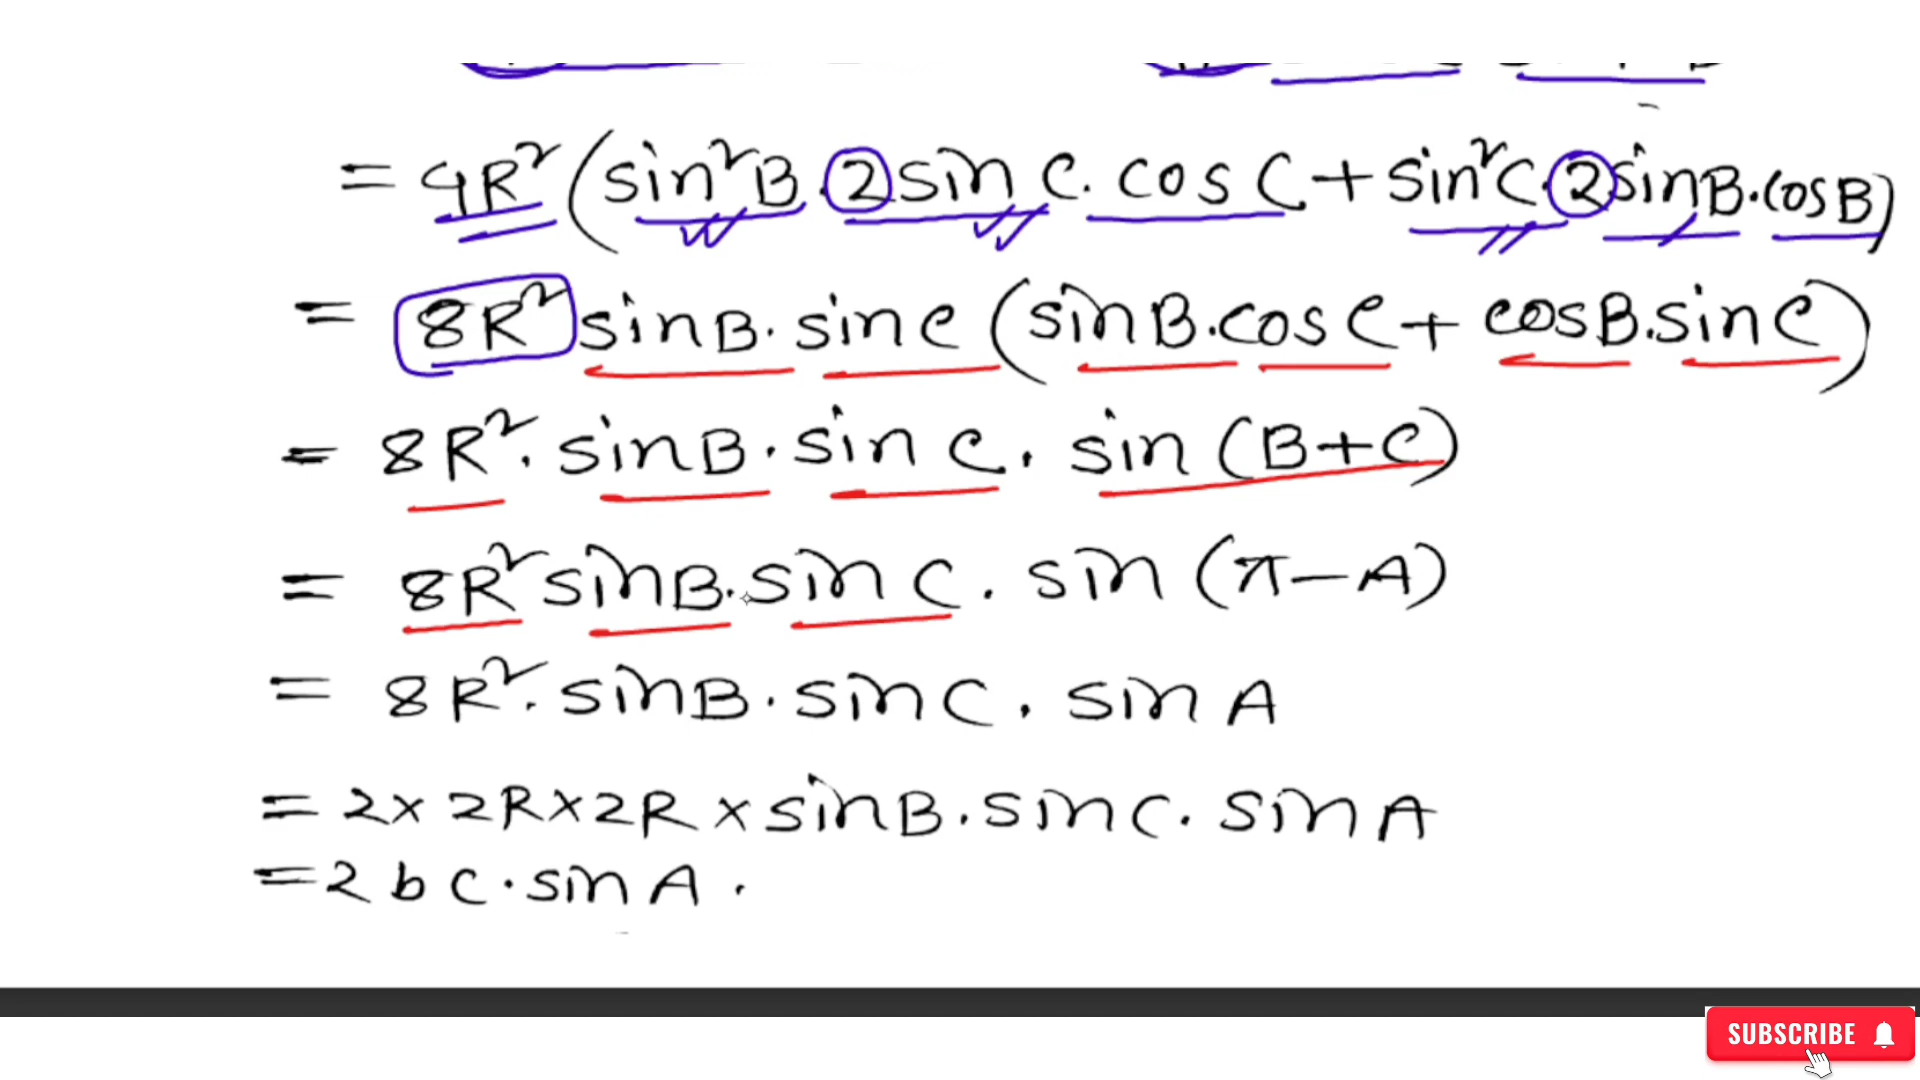 = 4R² (sin²B.2sin C. cos C + sin²C.2sinB.cosB)
= 8R² sinB. sinC (sinB.cosC + cosB.sinC)
= 8R². sinB. sin C. sin (B+C)
= 8R² sinB. sin C. sin (π-A)
= 8R². sinB. sinC. sin A
= 2× 2R×2R × sinB. sinC. sin A
= 2 b c. sin A.
SUBSCRIBE